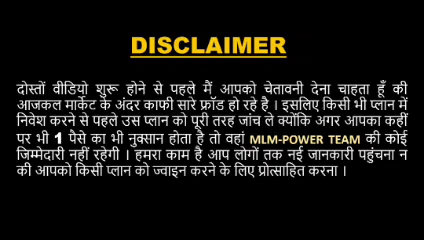 DISCLAIMER
दोस्तों वीडियो शुरू होने से पहले मैं आपको चेतावनी देना चाहता हूँ की
आजकल मार्केट के अंदर काफी सारे फ्रॉड हो रहे है । इसलिए किसी भी प्लान में
निवेश करने से पहले उस प्लान को पूरी तरह जांच ले क्योंकि अगर आपका कहीं
पर भी 1 पैसे का भी नुक्सान होता है तो वहां MLM-POWER TEAM की कोई
जिम्मेदारी नहीं रहेगी । हमरा काम है आप लोगों तक नई जानकारी पहुंचना न
की आपको किसी प्लान को ज्वाइन करने के लिए प्रोत्साहित करना ।